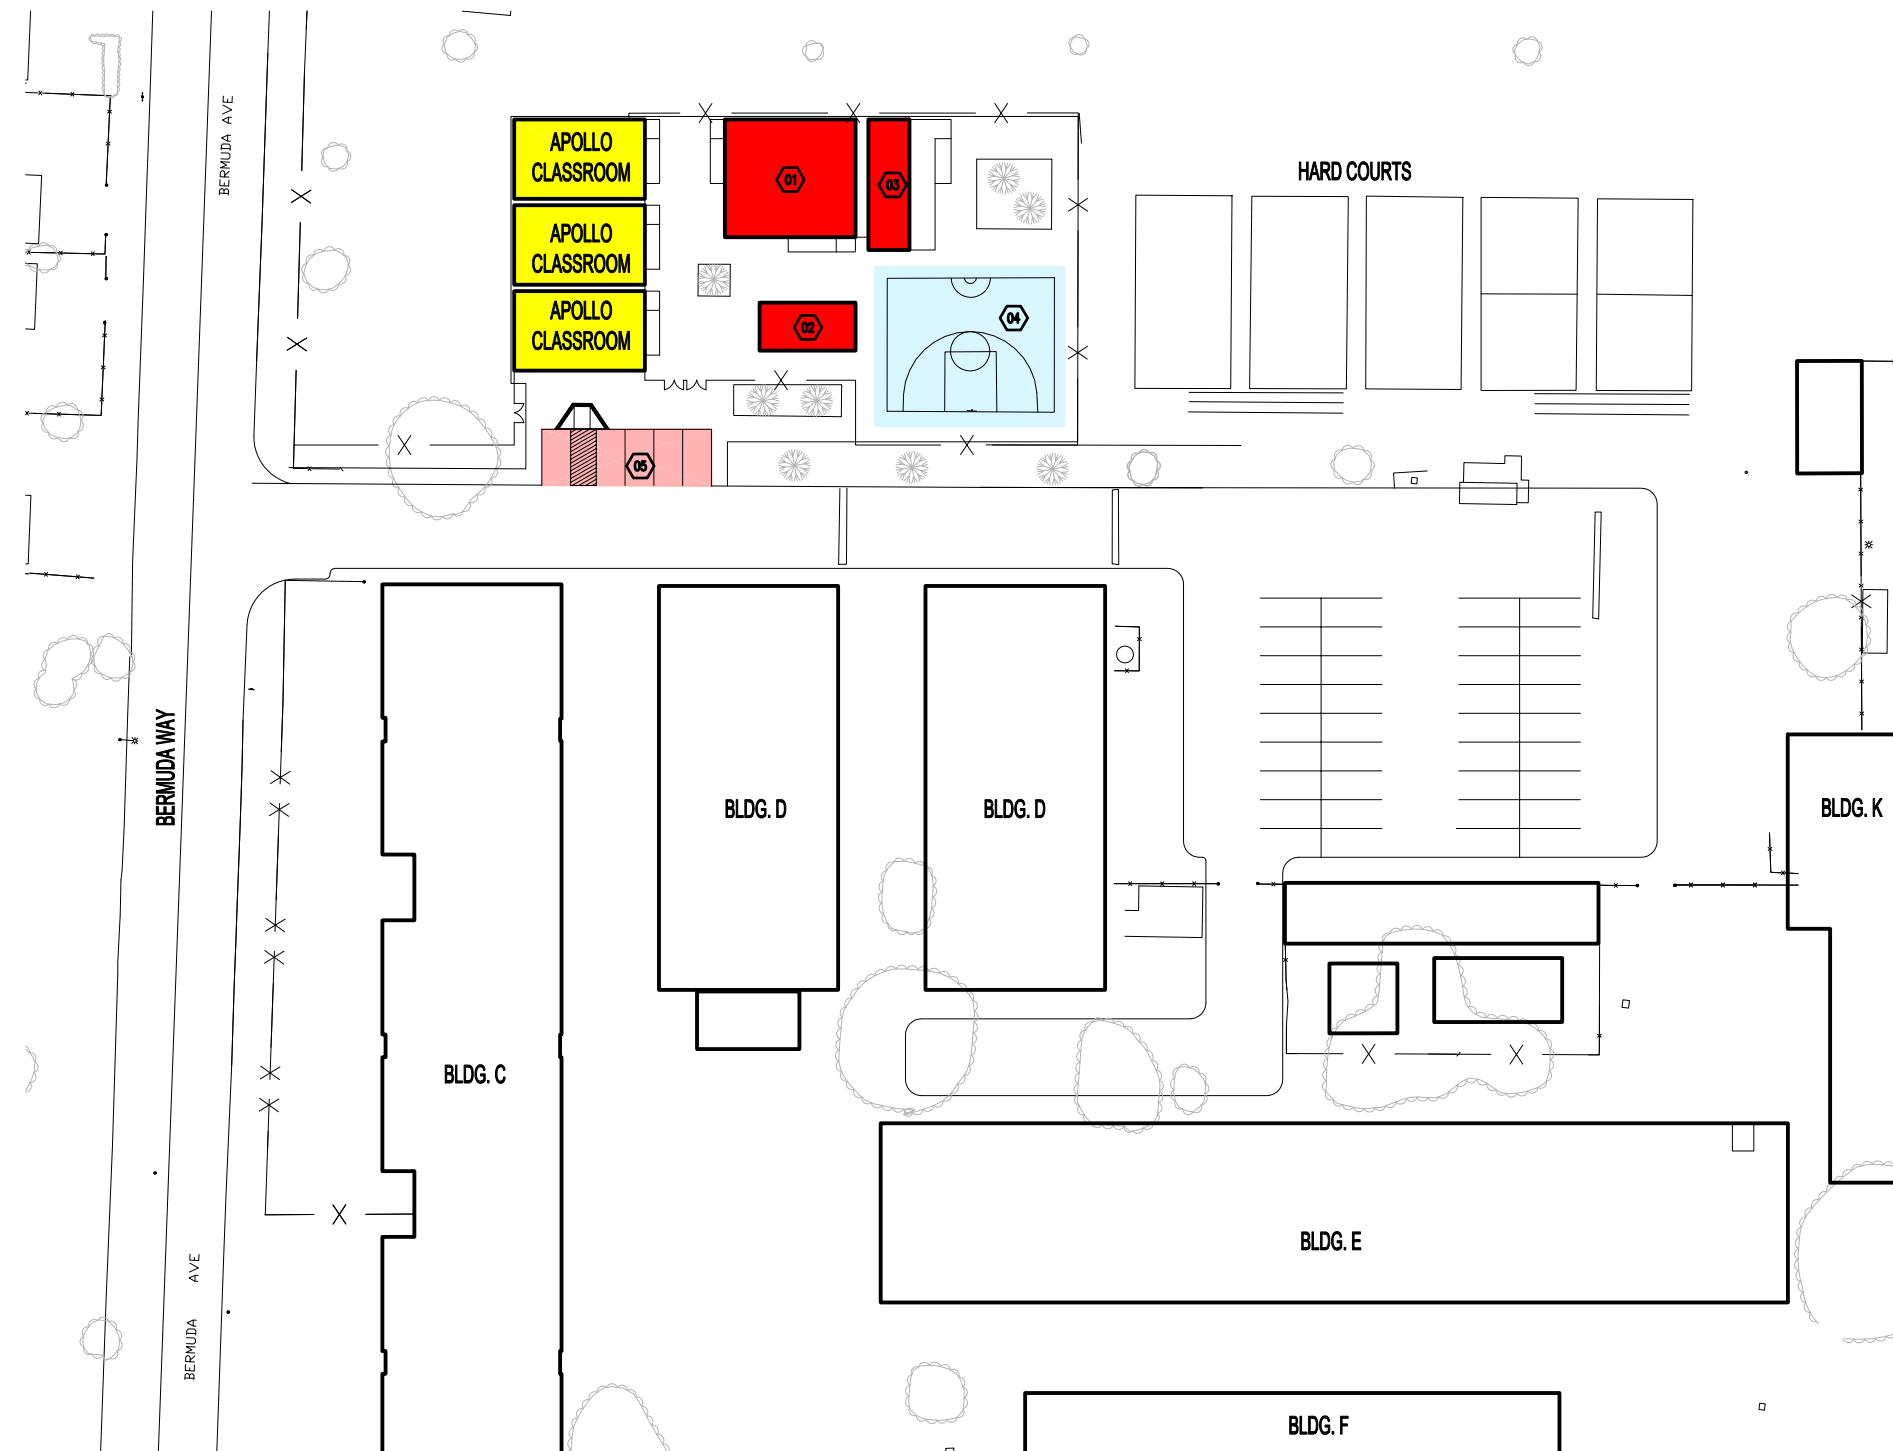 BERMUDA AVE
APOLLO
CLASSROOM
01
03
HARD COURTS
APOLLO
CLASSROOM
APOLLO
CLASSROOM
02
04
05
BERMUDA WAY
BLDG. D
BLDG. D
BLDG. K
BLDG. C
BLDG. E
BERMUDA AVE
BLDG. F